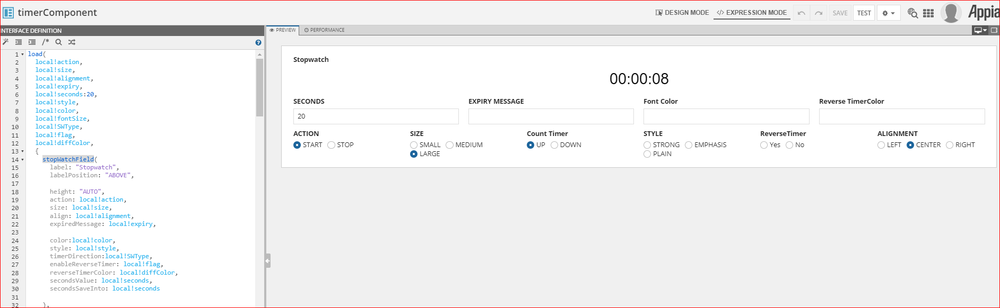 timerComponent
DESIGN MODE
</> EXPRESSION MODE
SAVE
TEST
Appia
NTERFACE DEFINITION
PREVIEW
PERFORMANCE
/*
?
1 load(
2 local!action,
3 local!size,
4 local!alignment,
5 local!expiry,
6 local!seconds:20,
7 local!style,
8 local!color,
9 local!fontSize,
10 local!SWType,
11 local!flag,
12 local!diffColor,
13 {
14 stopWatchField(
15 label: "Stopwatch",
16 labelPosition: "ABOVE",
17
18 height: "AUTO",
19 action: local!action,
20 size: local!size,
21 align: local!alignment,
22 expiredMessage: local!expiry,
23
24 color:local!color,
25 style: local!style,
26 timerDirection:local!SWType,
27 enableReverseTimer: local!flag,
28 reverseTimerColor: local!diffColor,
29 secondsValue: local!seconds,
30 secondsSaveInto: local!seconds
31
32 ),
Stopwatch
00:00:08
SECONDS
20
EXPIRY MESSAGE
Font Color
Reverse TimerColor
ACTION
START STOP
SIZE
SMALL MEDIUM
LARGE
Count Timer
UP DOWN
STYLE
STRONG EMPHASIS
PLAIN
ReverseTimer
Yes No
ALIGNMENT
LEFT CENTER RIGHT